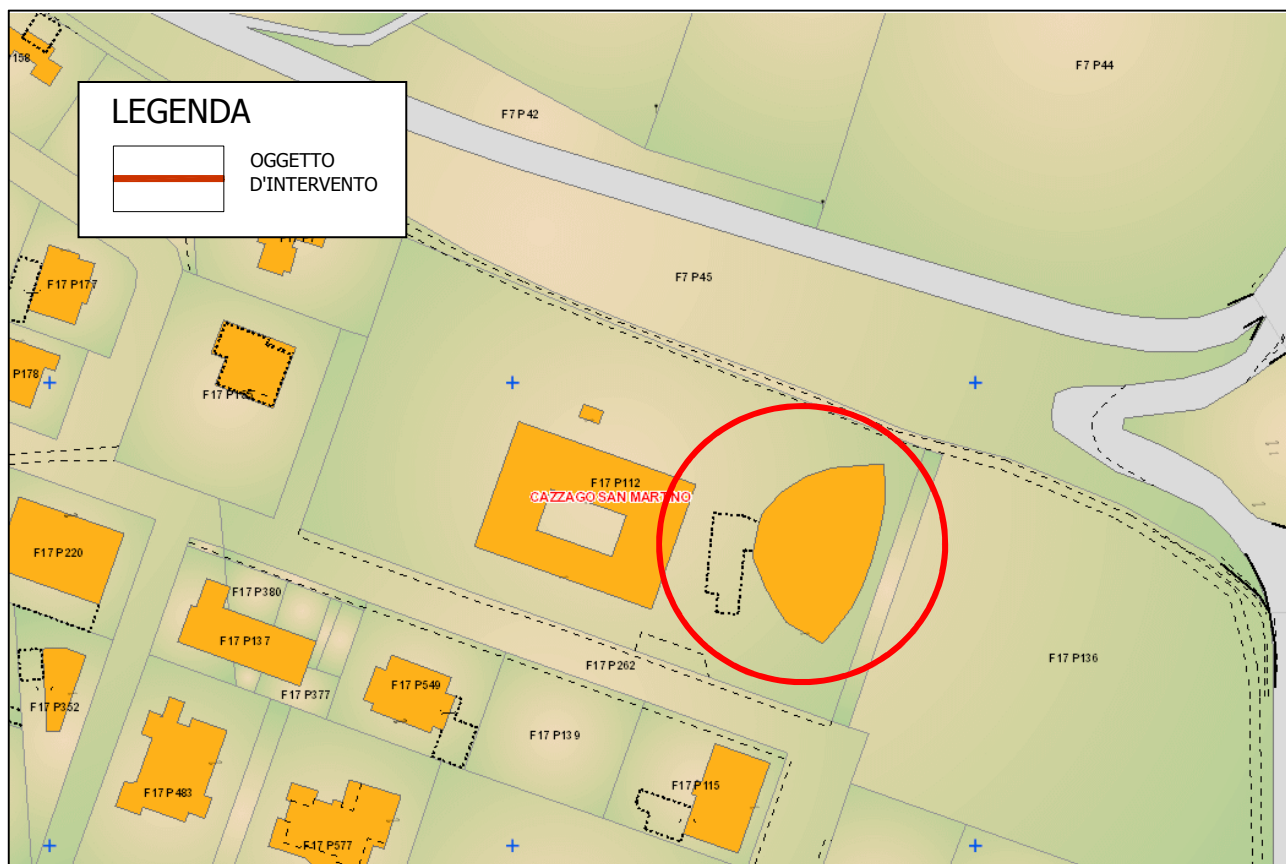 P158
F7 P44
LEGENDA
F7 P42
OGGETTO
D'INTERVENTO
F7 P45
F17 P177
P178
F17 P112
CAZZAGO SAN MARTINO
F17 P220
F17 P380
F17 P137
F17 P262
F17 P136
F17 P549
F17 P377
F17 P352
F17 P139
F17 P115
F17 P483
F17 P577